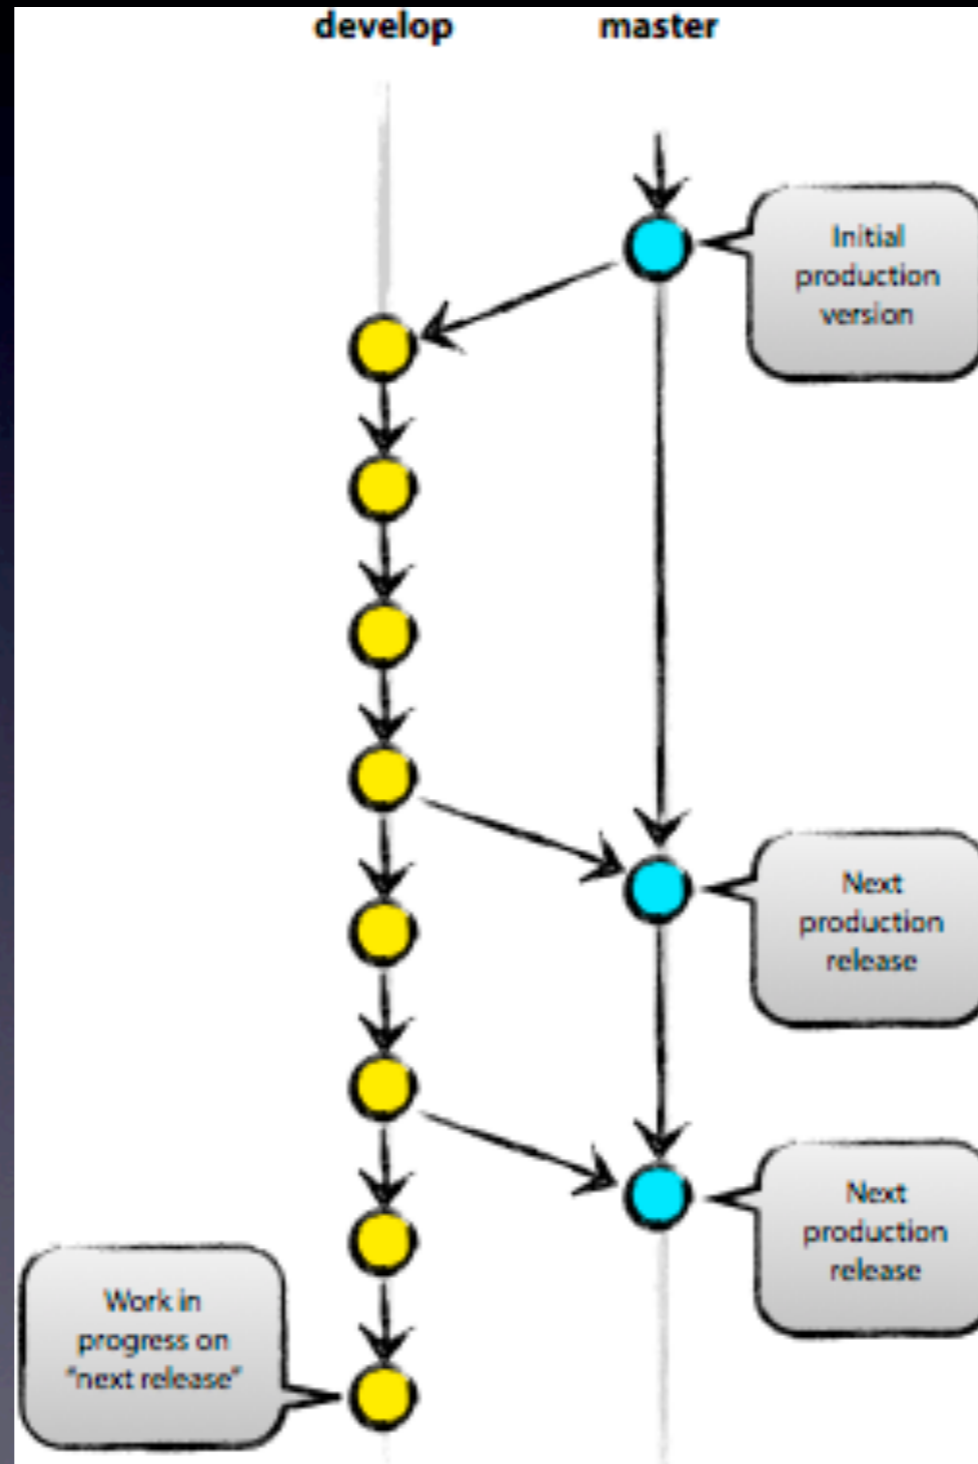 develop
master
Initial
production
version
Next
production
release
Next
production
release
Work in
progress on
"next release"